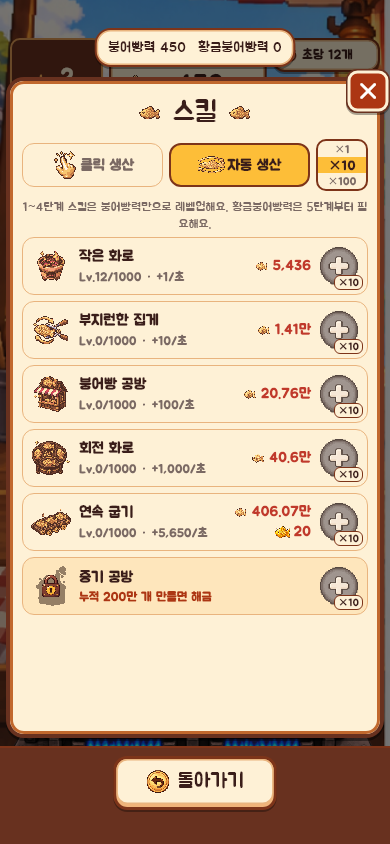 붕어빵력 450 황금붕어빵력 0
초당 12개
스킬
클릭 생산
자동 생산
×1
×10
×100
1~4단계 스킬은 붕어빵력만으로 레벨업해요. 황금붕어빵력은 5단계부터 필
요해요.
작은 화로
5,436
Lv.12/1000 · +1/초
×10
부지런한 집게
1.41만
Lv.0/1000 · +10/초
×10
붕어빵 공방
20.76만
Lv.0/1000 · +100/초
×10
회전 화로
40.6만
Lv.0/1000 · +1,000/초
×10
연속 굽기
406.07만
Lv.0/1000 · +5,650/초
20
×10
증기 공방
누적 200만 개 만들면 해금
×10
돌아가기